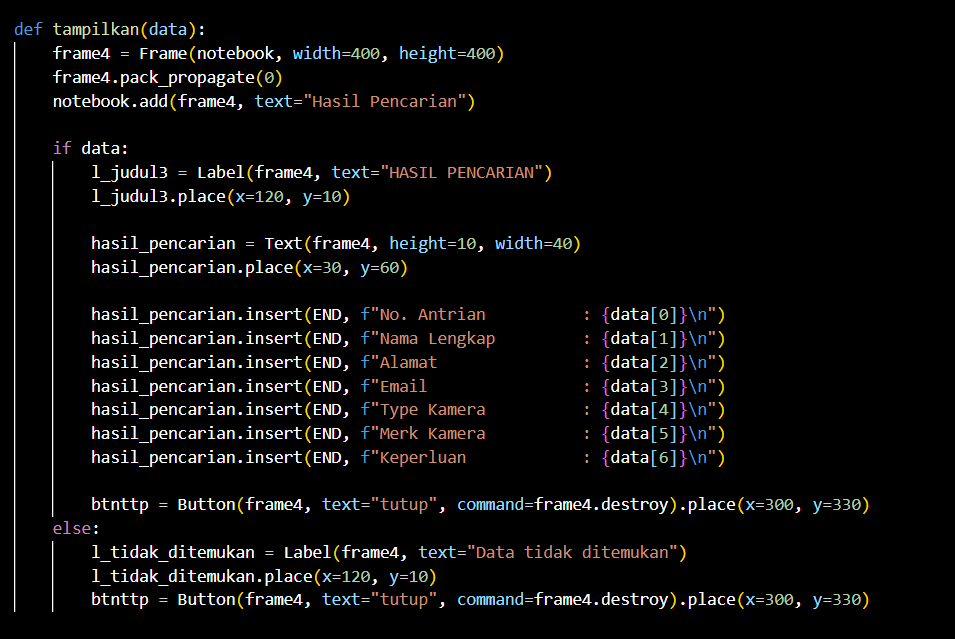 def tampilkan(data):
    frame4 = Frame(notebook, width=400, height=400)
    frame4.pack_propagate(0)
    notebook.add(frame4, text="Hasil Pencarian")

    if data:
        l_judul3 = Label(frame4, text="HASIL PENCARIAN")
        l_judul3.place(x=120, y=10)

        hasil_pencarian = Text(frame4, height=10, width=40)
        hasil_pencarian.place(x=30, y=60)

        hasil_pencarian.insert(END, f"No. Antrian          : {data[0]}\n")
        hasil_pencarian.insert(END, f"Nama Lengkap         : {data[1]}\n")
        hasil_pencarian.insert(END, f"Alamat               : {data[2]}\n")
        hasil_pencarian.insert(END, f"Email                : {data[3]}\n")
        hasil_pencarian.insert(END, f"Type Kamera          : {data[4]}\n")
        hasil_pencarian.insert(END, f"Merk Kamera          : {data[5]}\n")
        hasil_pencarian.insert(END, f"Keperluan            : {data[6]}\n")

        btnttp = Button(frame4, text="tutup", command=frame4.destroy).place(x=300, y=330)
    else:
        l_tidak_ditemukan = Label(frame4, text="Data tidak ditemukan")
        l_tidak_ditemukan.place(x=120, y=10)
        btnttp = Button(frame4, text="tutup", command=frame4.destroy).place(x=300, y=330)